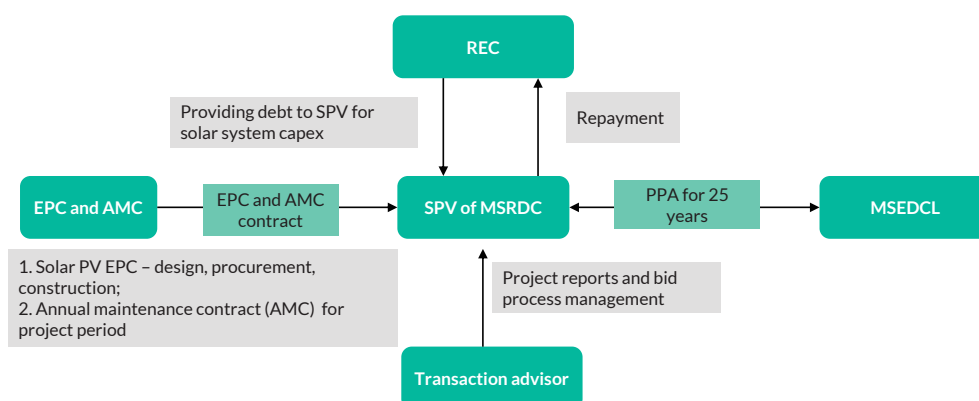 REC
Providing debt to SPV for
solar system capex
Repayment
EPC and AMC
EPC and AMC
contract
SPV of MSRDC
PPA for 25
years
MSEDCL
1. Solar PV EPC – design, procurement,
construction;
2. Annual maintenance contract (AMC) for
project period
Project reports and bid
process management
Transaction advisor